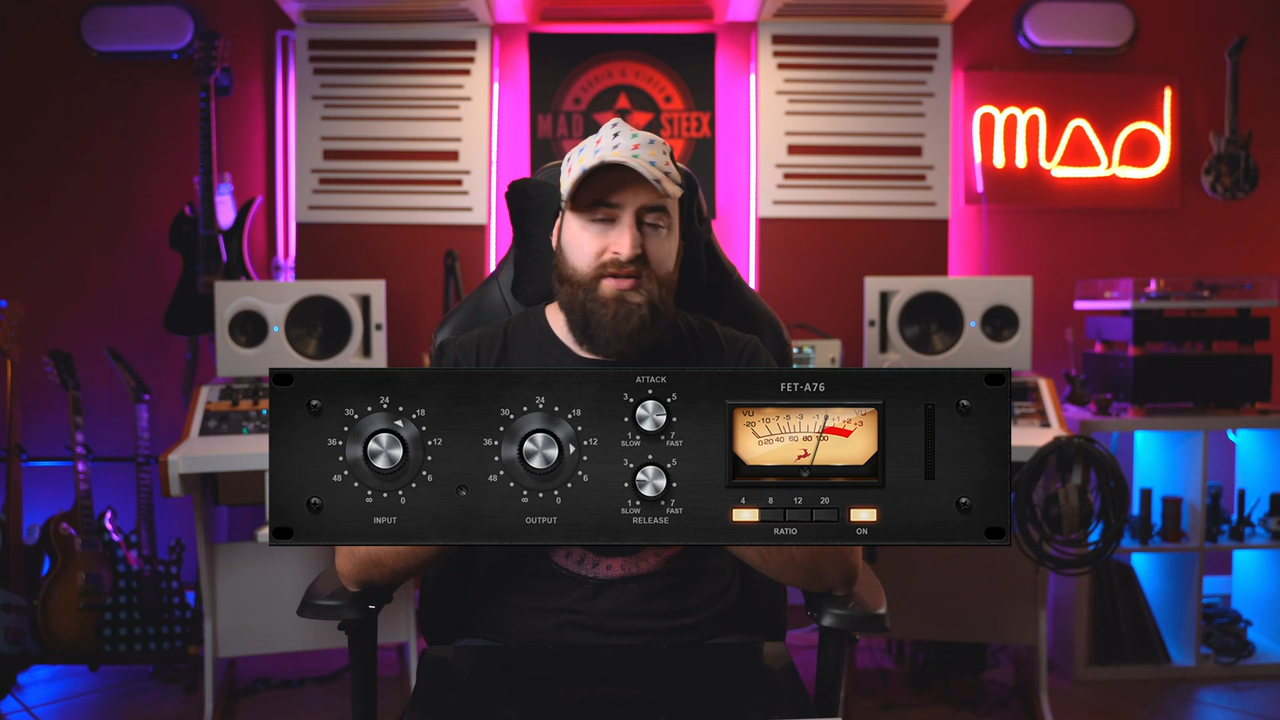 AUDIO & VIDEO
MAD STEEX
mad
ATTACK
3 5
1 7
SLOW FAST
FET-A76
24
30 18
36 12
48 6
∞ 0
INPUT
24
30 18
36 12
48 6
∞ 0
OUTPUT
3 5
1 7
SLOW FAST
RELEASE
VU VU
-20 -10 -7 -5 -3 -1 0 +1 +2 +3
0 20 40 60 80 100
4 8 12 20
RATIO
ON